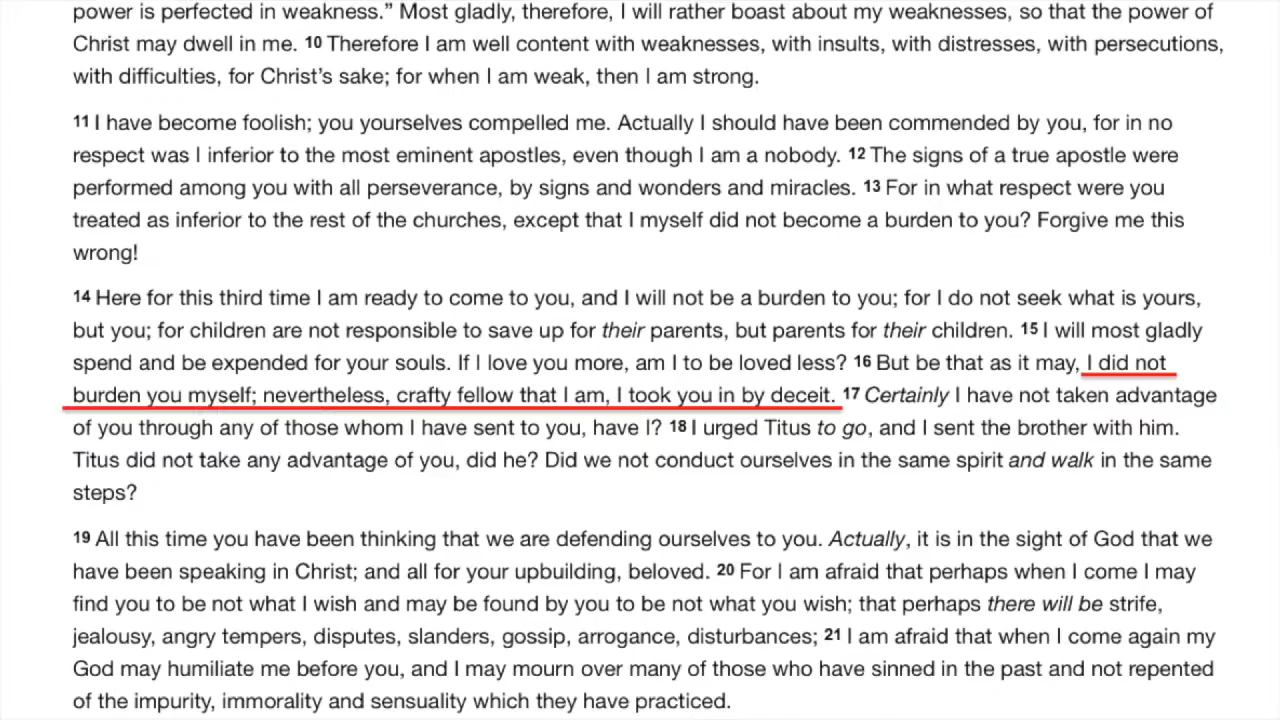 power is perfected in weakness.” Most gladly, therefore, I will rather boast about my weaknesses, so that the power of
Christ may dwell in me. 10 Therefore I am well content with weaknesses, with insults, with distresses, with persecutions,
with difficulties, for Christ’s sake; for when I am weak, then I am strong.
11 I have become foolish; you yourselves compelled me. Actually I should have been commended by you, for in no
respect was I inferior to the most eminent apostles, even though I am a nobody. 12 The signs of a true apostle were
performed among you with all perseverance, by signs and wonders and miracles. 13 For in what respect were you
treated as inferior to the rest of the churches, except that I myself did not become a burden to you? Forgive me this
wrong!
14 Here for this third time I am ready to come to you, and I will not be a burden to you; for I do not seek what is yours,
but you; for children are not responsible to save up for their parents, but parents for their children. 15 I will most gladly
spend and be expended for your souls. If I love you more, am I to be loved less? 16 But be that as it may, I did not
burden you myself; nevertheless, crafty fellow that I am, I took you in by deceit. 17 Certainly I have not taken advantage
of you through any of those whom I have sent to you, have I? 18 I urged Titus to go, and I sent the brother with him.
Titus did not take any advantage of you, did he? Did we not conduct ourselves in the same spirit and walk in the same
steps?
19 All this time you have been thinking that we are defending ourselves to you. Actually, it is in the sight of God that we
have been speaking in Christ; and all for your upbuilding, beloved. 20 For I am afraid that perhaps when I come I may
find you to be not what I wish and may be found by you to be not what you wish; that perhaps there will be strife,
jealousy, angry tempers, disputes, slanders, gossip, arrogance, disturbances; 21 I am afraid that when I come again my
God may humiliate me before you, and I may mourn over many of those who have sinned in the past and not repented
of the impurity, immorality and sensuality which they have practiced.